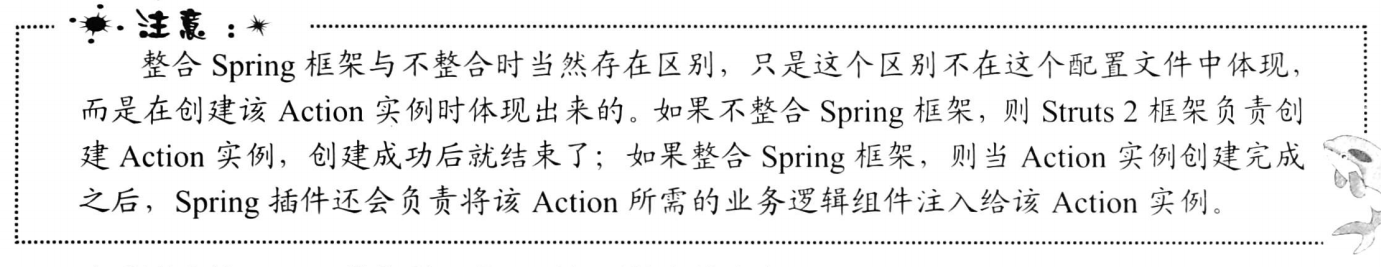 注意：
整合 Spring 框架与不整合时当然存在区别，只是这个区别不在这个配置文件中体现，
而是在创建该 Action 实例时体现出来的。如果不整合 Spring 框架，则 Struts 2 框架负责创
建 Action 实例，创建成功后就结束了；如果整合 Spring 框架，则当 Action 实例创建完成
之后，Spring 插件还会负责将该 Action 所需的业务逻辑组件注入给该 Action 实例。